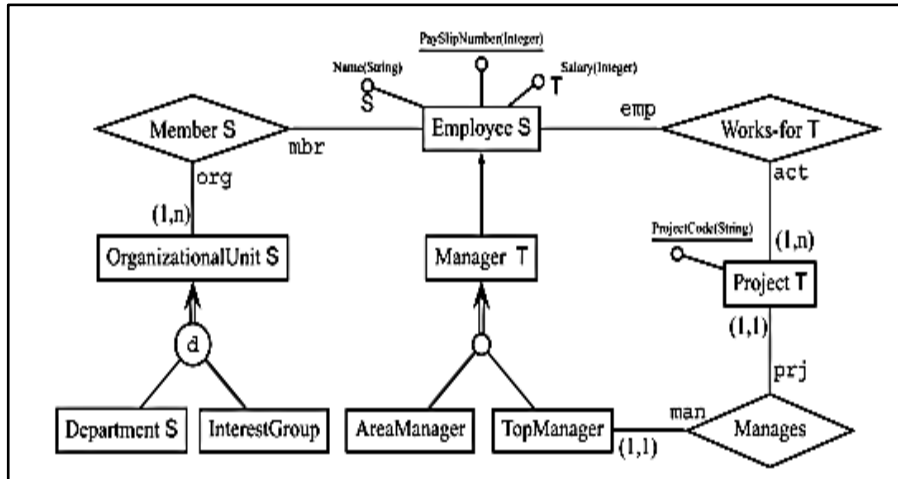 PaySlipNumber(Integer)
Name(String)
S
T
Salary(Integer)
Member S
mbr
Employee S
emp
Works-for T
org
act
(1,n)
ProjectCode(String)
(1,n)
OrganizationalUnit S
Manager T
Project T
(1,1)
d
prj
Department S
InterestGroup
AreaManager
TopManager
man
(1,1)
Manages